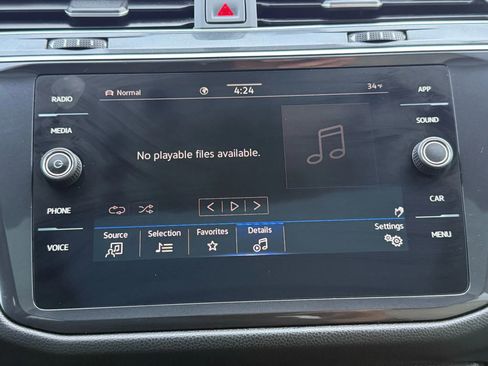 RADIO
MEDIA
PHONE
VOICE
Normal
4:24
34°F
No playable files available.
Source
Selection
Favorites
Details
Settings
APP
SOUND
CAR
MENU